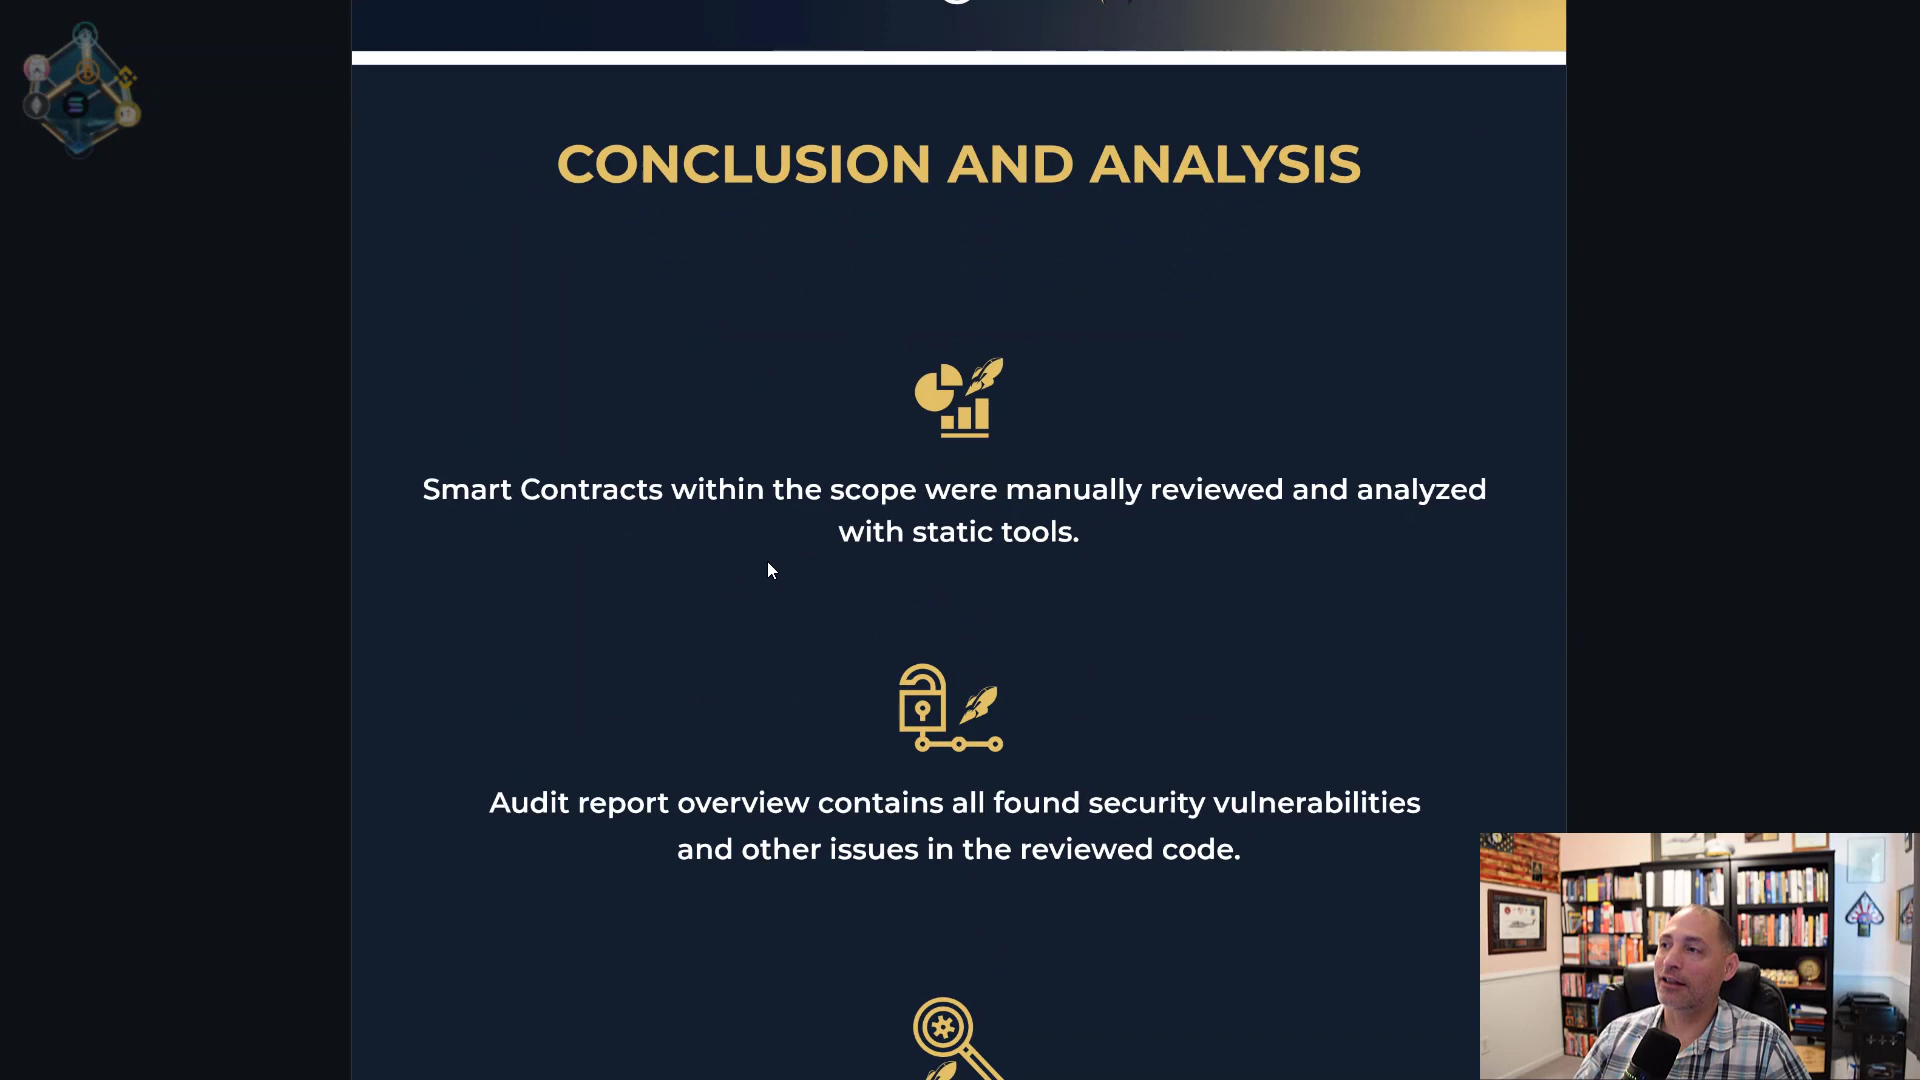 CONCLUSION AND ANALYSIS
Smart Contracts within the scope were manually reviewed and analyzed
with static tools.
Audit report overview contains all found security vulnerabilities
and other issues in the reviewed code.